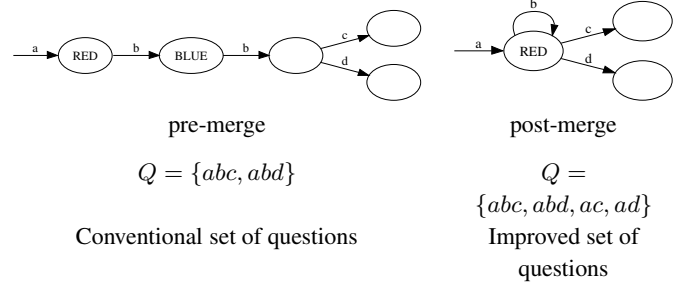 a RED b BLUE b c d
a RED b c d
pre-merge
post-merge
Q = {abc, abd}
Q =
{abc, abd, ac, ad}
Conventional set of questions
Improved set of
questions